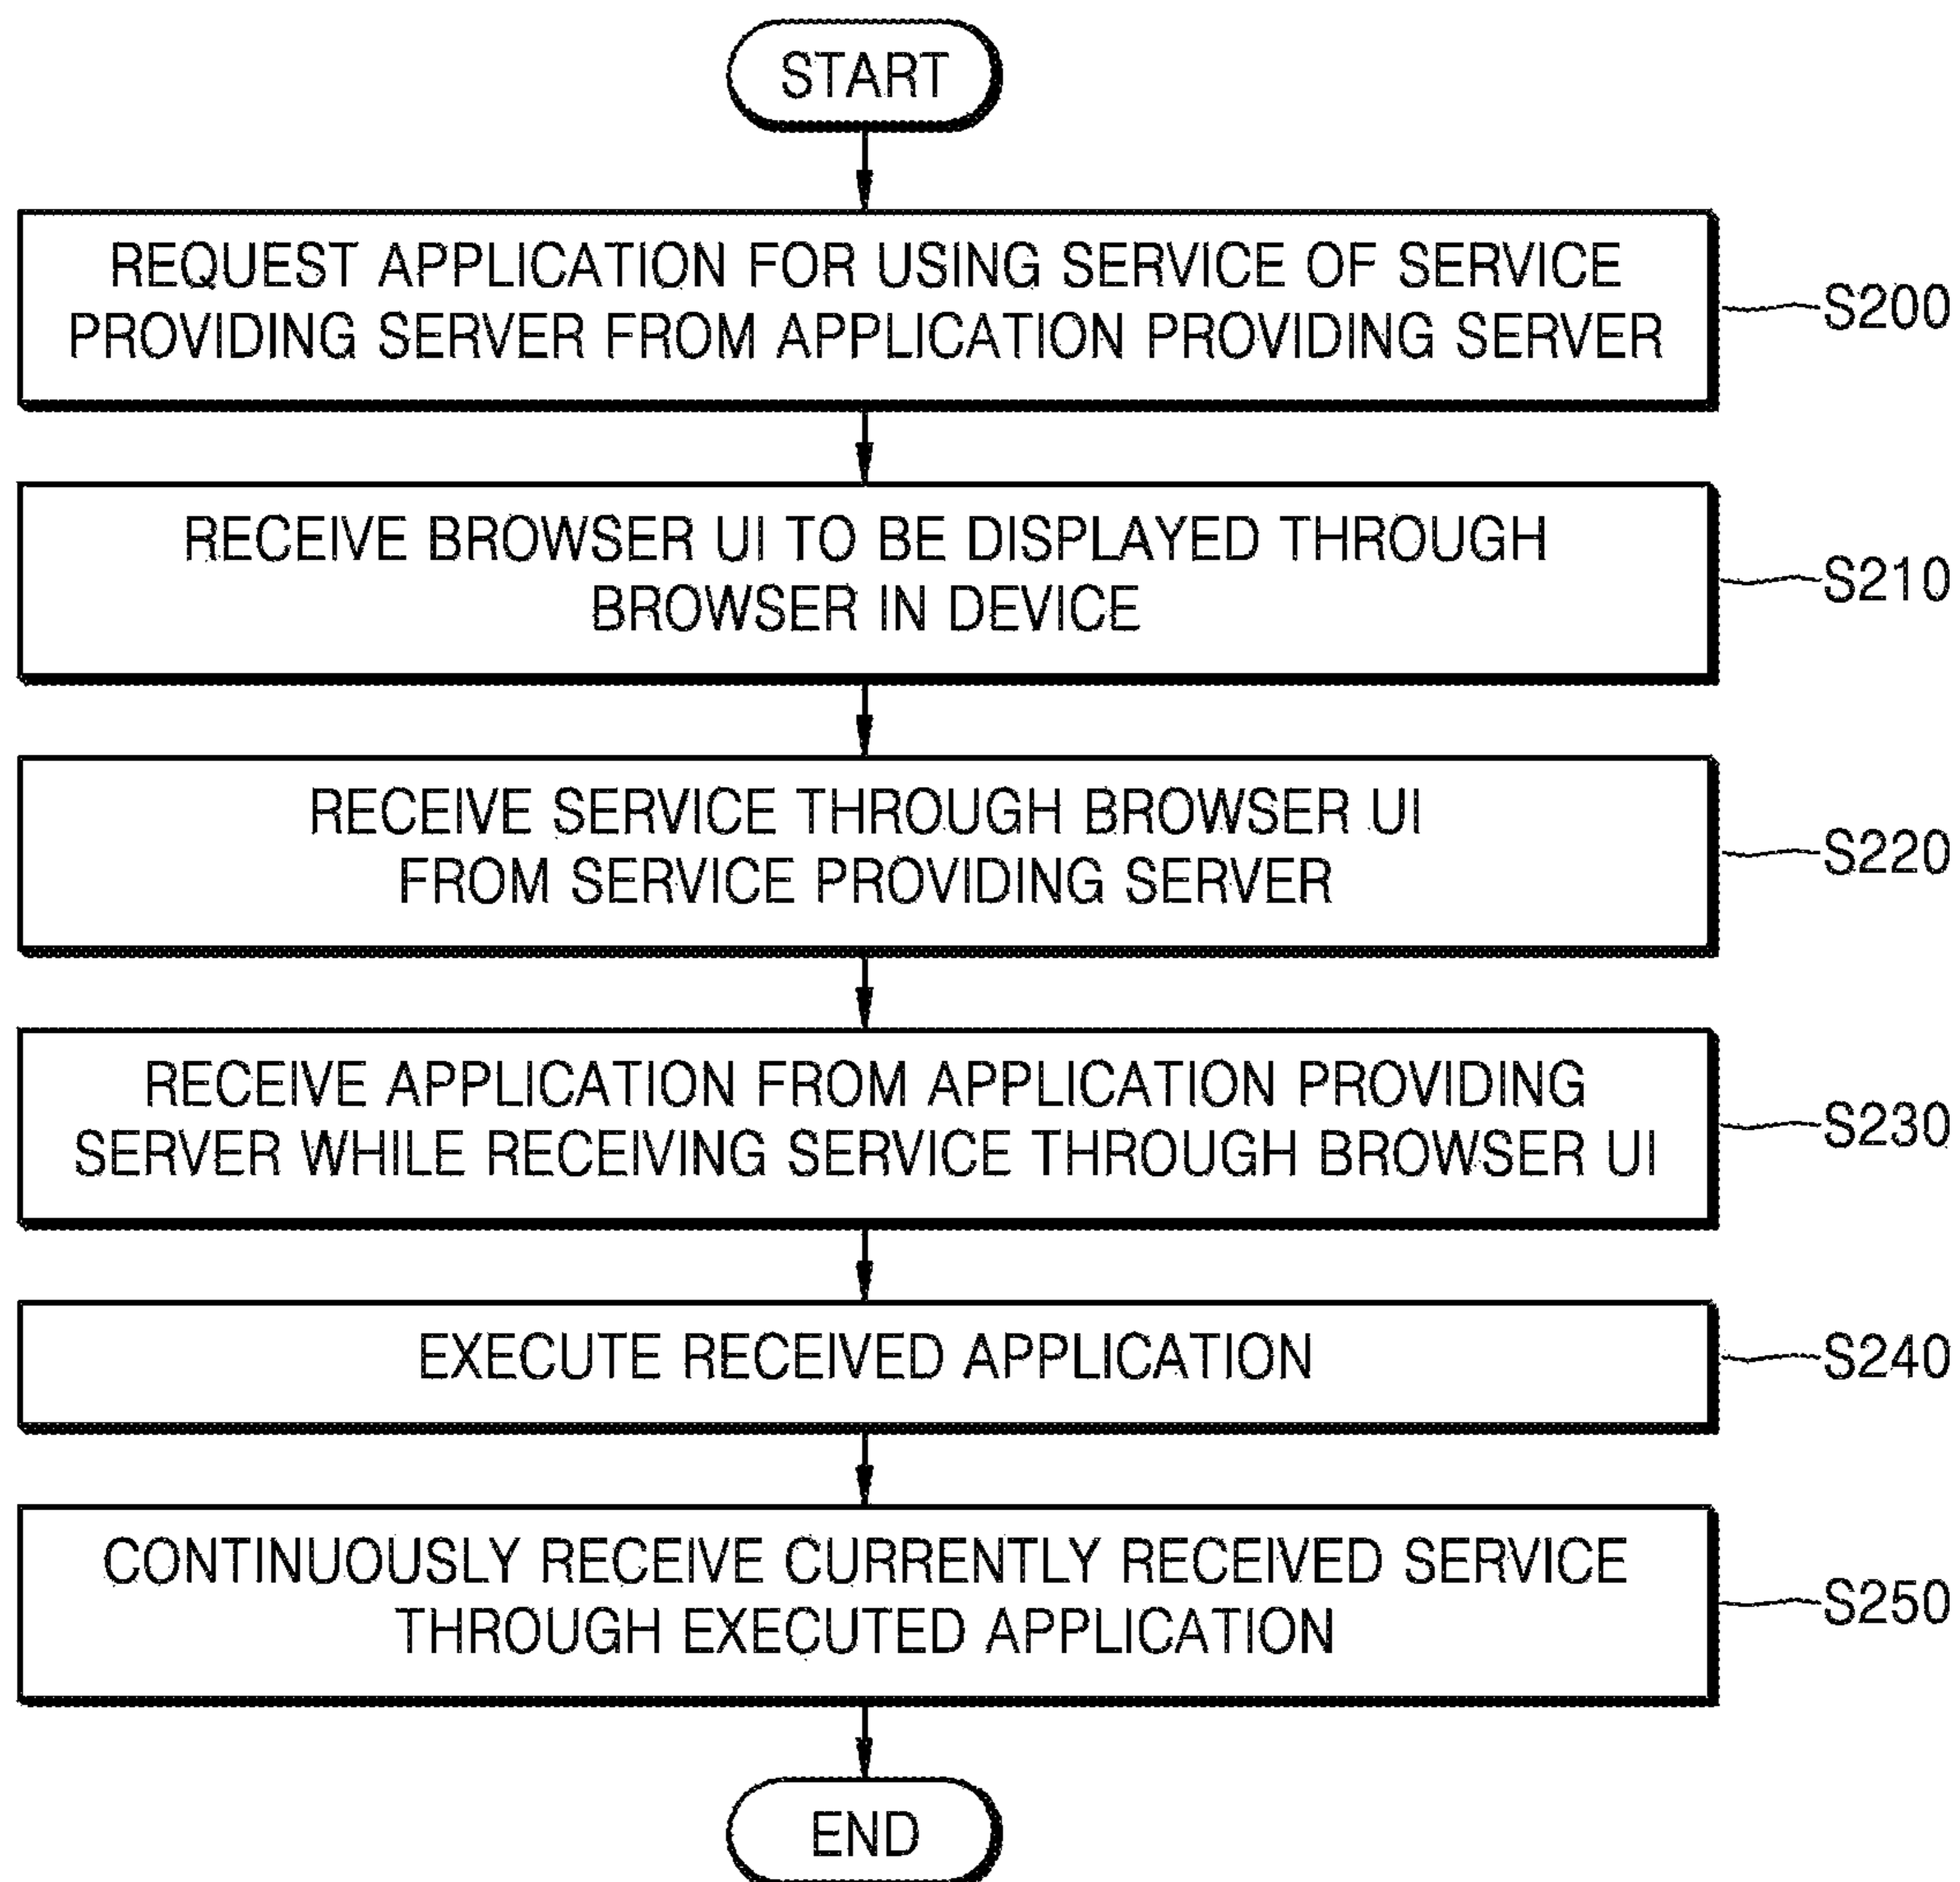 START
REQUEST APPLICATION FOR USING SERVICE OF SERVICE
PROVIDING SERVER FROM APPLICATION PROVIDING SERVER
S200
RECEIVE BROWSER UI TO BE DISPLAYED THROUGH
BROWSER IN DEVICE
S210
RECEIVE SERVICE THROUGH BROWSER UI
FROM SERVICE PROVIDING SERVER
S220
RECEIVE APPLICATION FROM APPLICATION PROVIDING
SERVER WHILE RECEIVING SERVICE THROUGH BROWSER UI
S230
EXECUTE RECEIVED APPLICATION
S240
CONTINUOUSLY RECEIVE CURRENTLY RECEIVED SERVICE
THROUGH EXECUTED APPLICATION
S250
END